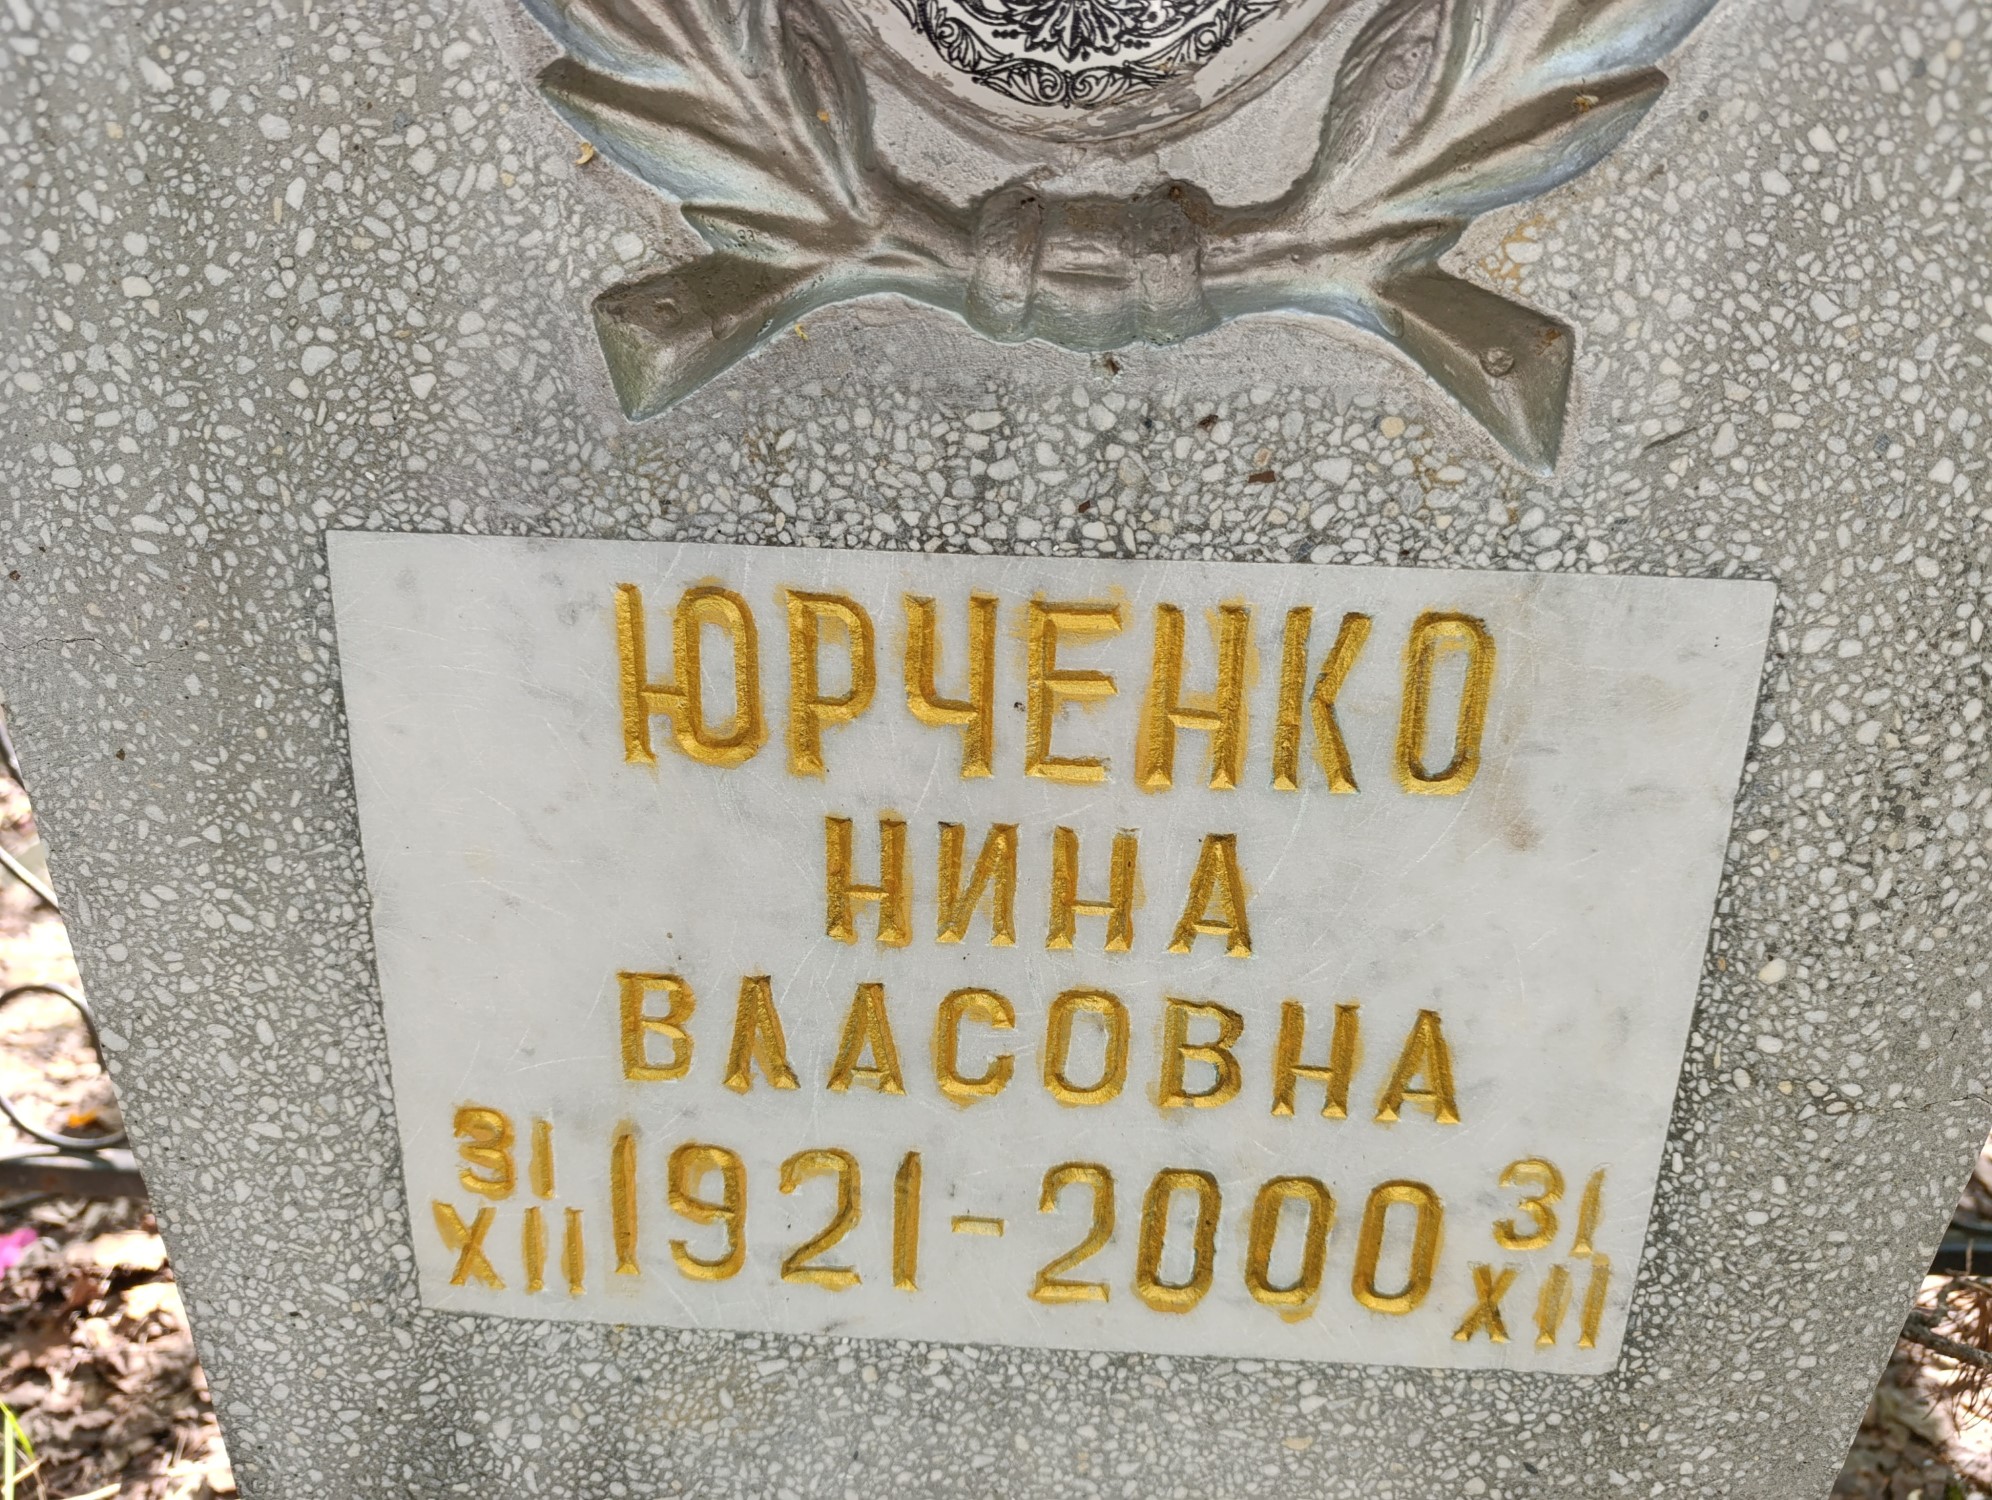 ЮРЧЕНКО
НИНА
ВЛАСОВНА
31 XII 1921-2000 31 XII